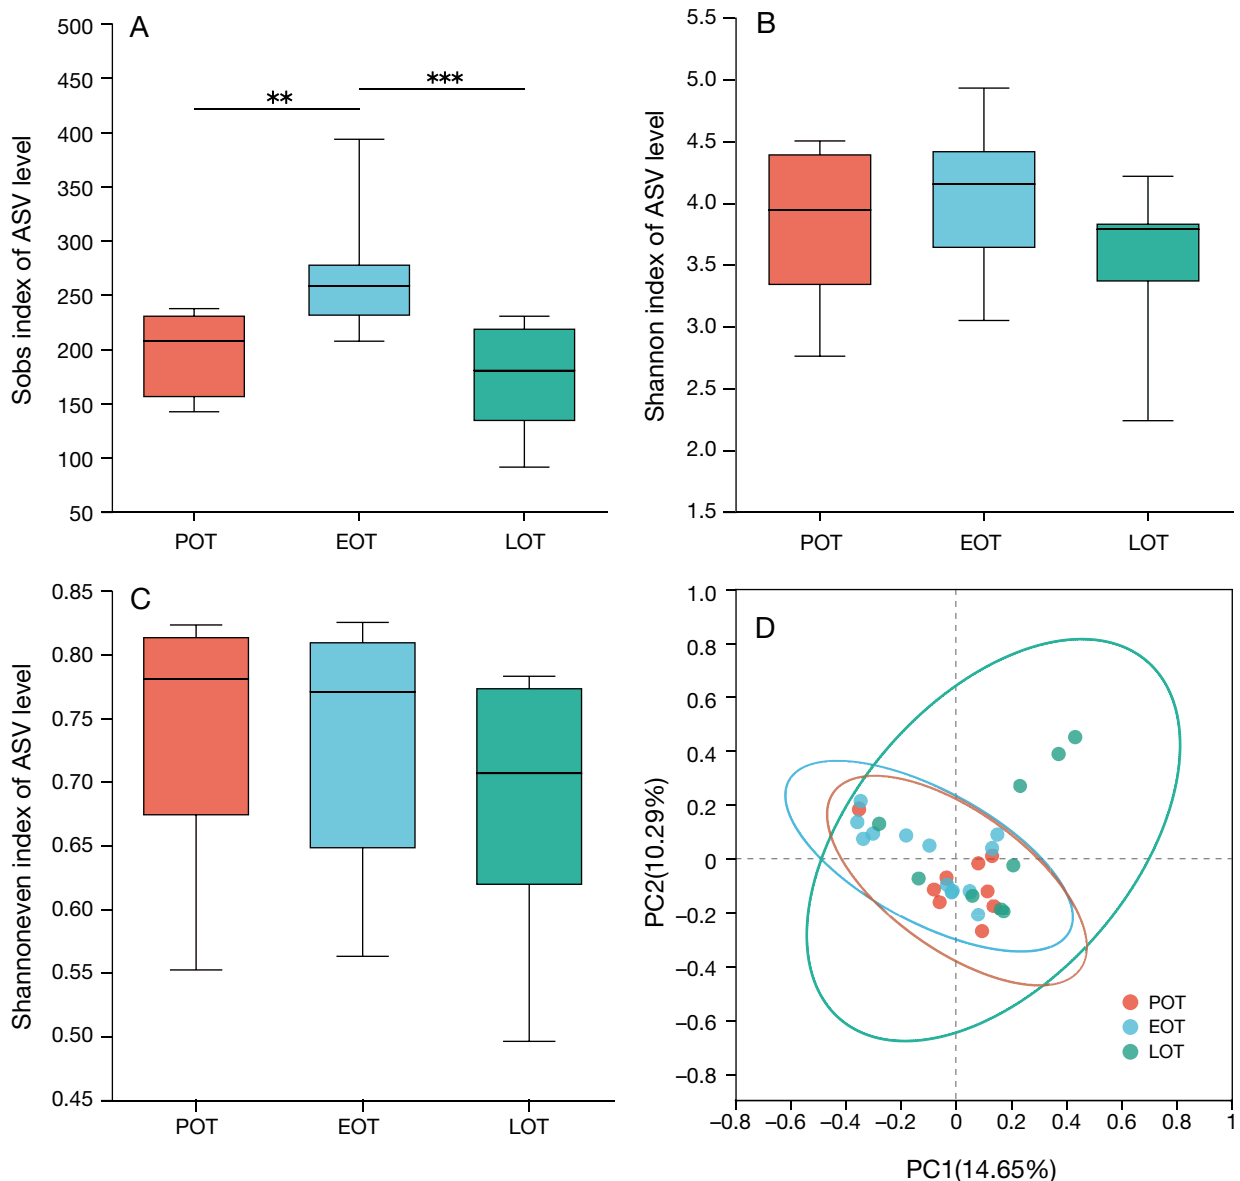 A
Sobs index of ASV level
500
450
400
350
300
250
200
150
100
50
**
***
POT EOT LOT
B
Shannon index of ASV level
5.5
5.0
4.5
4.0
3.5
3.0
2.5
2.0
1.5
POT EOT LOT
C
Shannoneven index of ASV level
0.85
0.80
0.75
0.70
0.65
0.60
0.55
0.50
0.45
POT EOT LOT
D
PC2(10.29%)
1.0
0.8
0.6
0.4
0.2
0
−0.2
−0.4
−0.6
−0.8
POT
EOT
LOT
−0.8 −0.4 −0.2 −0.2 0 0.2 0.4 0.6 0.8 1
PC1(14.65%)